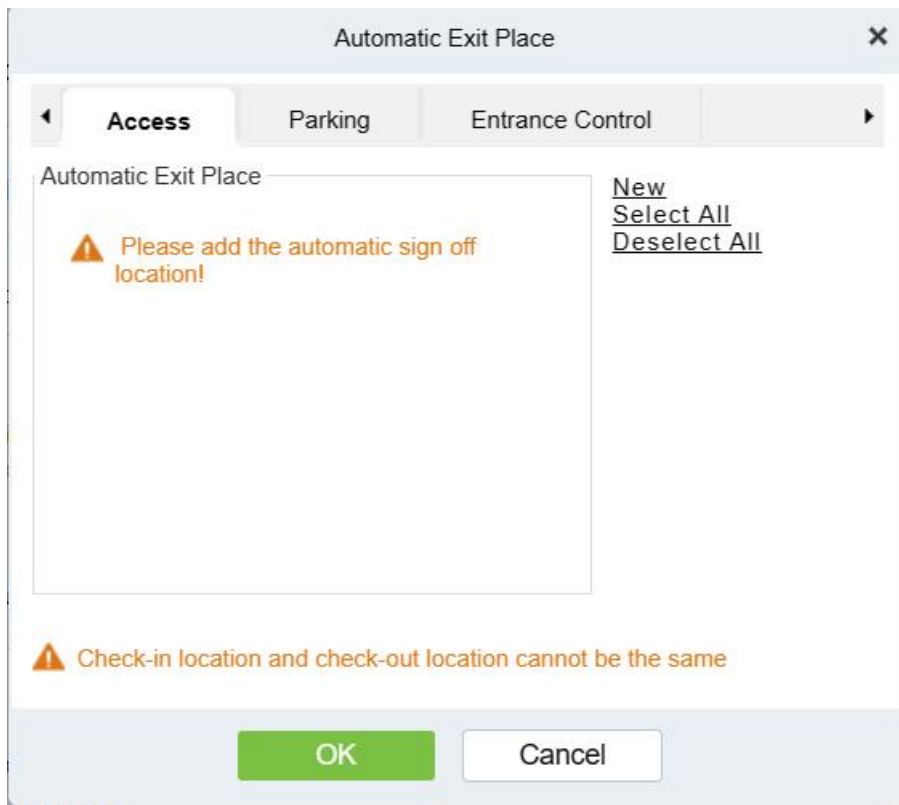 Automatic Exit Place
Access Parking Entrance Control
Automatic Exit Place
New
Select All
Deselect All
Please add the automatic sign off
location!
Check-in location and check-out location cannot be the same
OK Cancel